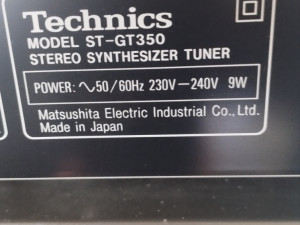 Technics
MODEL ST-GT350
STEREO SYNTHESIZER TUNER
POWER: ∿50/60Hz 230V－240V 9W
Matsushita Electric Industrial Co., Ltd.
Made in Japan